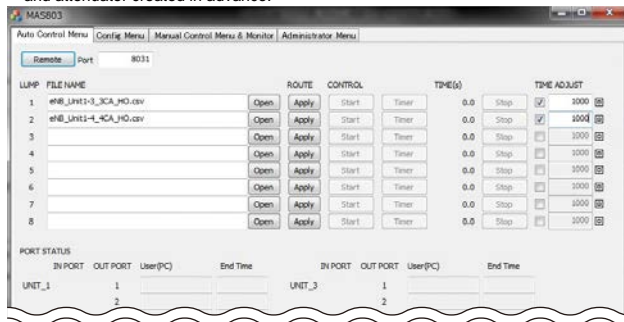 and attenuator created in advance.
MAS803
Auto Control Menu Config Menu Manual Control Menu & Monitor Administrator Menu
Remote Port 8031
LUMP FILE NAME ROUTE CONTROL TIME(s) TIME ADJUST
1 eNB_Unit1-3_3CA_HO.csv Open Apply Start Timer 0.0 Stop 1000
2 eNB_Unit1-4_4CA_HO.csv Open Apply Start Timer 0.0 Stop 1000
3 Open Apply Start Timer 0.0 Stop 1000
4 Open Apply Start Timer 0.0 Stop 1000
5 Open Apply Start Timer 0.0 Stop 1000
6 Open Apply Start Timer 0.0 Stop 1000
7 Open Apply Start Timer 0.0 Stop 1000
8 Open Apply Start Timer 0.0 Stop 1000
PORT STATUS
IN PORT OUT PORT User(PC) End Time IN PORT OUT PORT User(PC) End Time
UNIT_1 1 UNIT_3 1
2 2